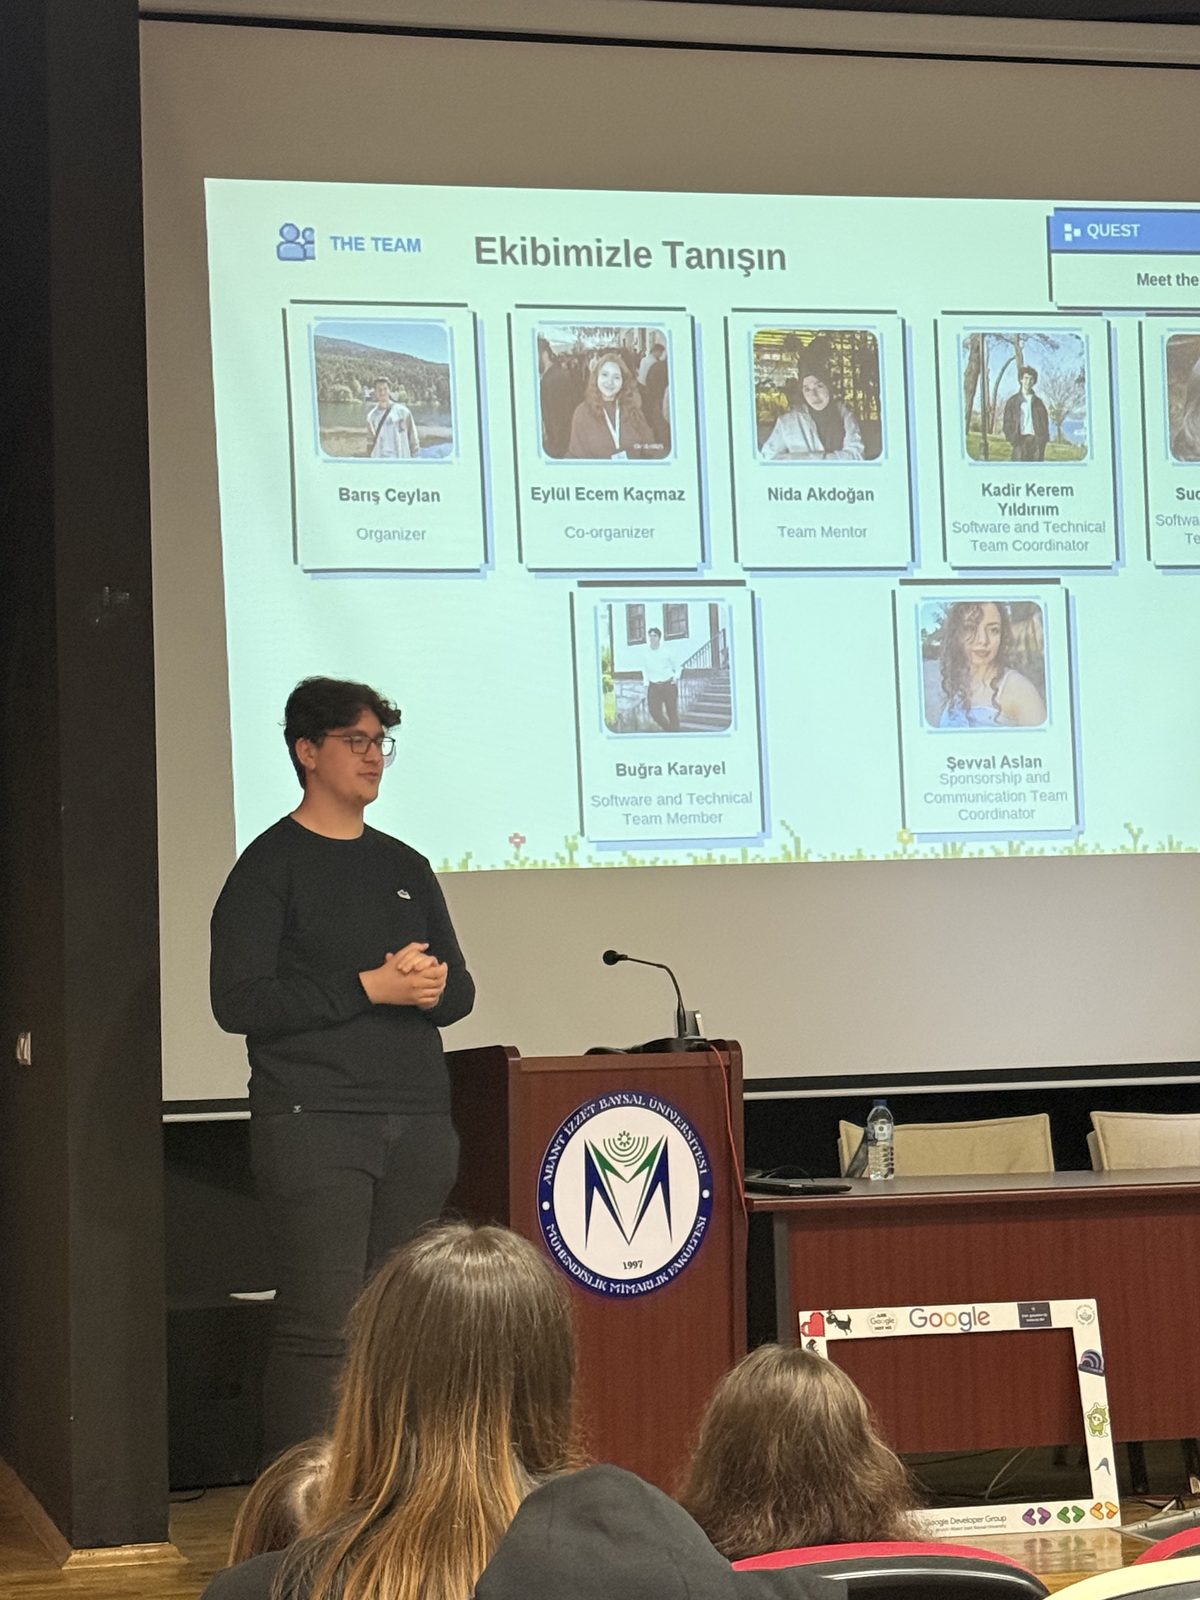 THE TEAM
Ekibimizle Tanışın
QUEST
Meet the
Barış Ceylan
Organizer
Eylül Ecem Kaçmaz
Co-organizer
Nida Akdoğan
Team Mentor
Kadir Kerem
Yıldırım
Software and Technical
Team Coordinator
Buğra Karayel
Software and Technical
Team Member
Şevval Aslan
Sponsorship and
Communication Team
Coordinator
ABANT İZZET BAYSAL ÜNİVERSİTESİ
1997
MÜHENDİSLİK MİMARLIK FAKÜLTESİ
Google
Google
Google Developer Group